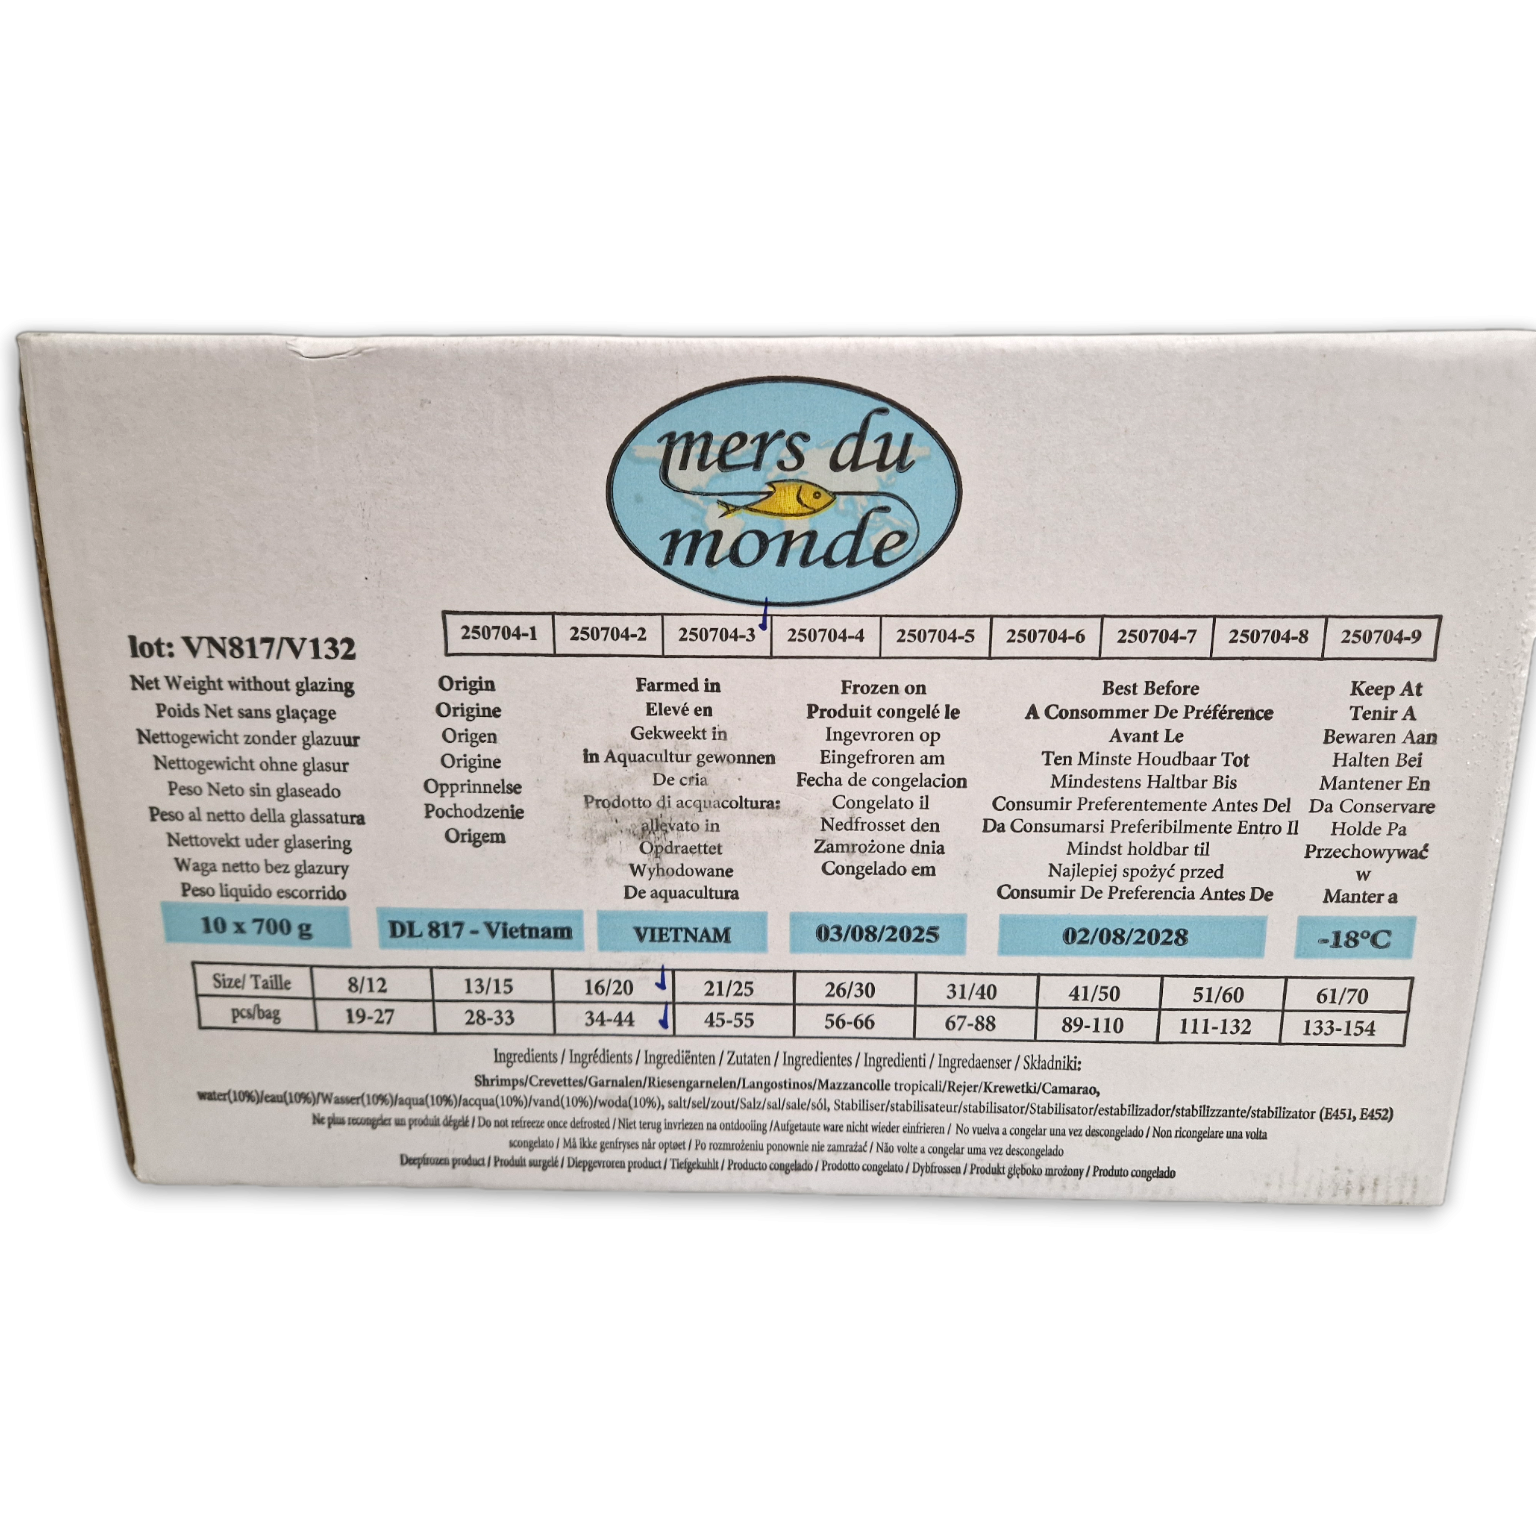 mers du
monde
lot: VN817/V132
250704-1 250704-2 250704-3 250704-4 250704-5 250704-6 250704-7 250704-8 250704-9
Net Weight without glazing
Poids Net sans glaçage
Nettogewicht zonder glazuur
Nettogewicht ohne glasur
Peso Neto sin glaseado
Peso al netto della glassatura
Nettovekt uder glasering
Waga netto bez glazury
Peso liquido escorrido
10 x 700 g
Origin
Origine
Origen
Origine
Opprinnelse
Pochodzenie
Origem
DL 817 - Vietnam
Farmed in
Elevé en
Gekweekt in
in Aquacultur gewonnen
De cria
Prodotto di acquacoltura:
allevato in
Opdraettet
Wyhodowane
De aquacultura
VIETNAM
Frozen on
Produit congelé le
Ingevroren op
Eingefroren am
Fecha de congelacion
Congelato il
Nedfrosset den
Zamrożone dnia
Congelado em
03/08/2025
Best Before
A Consommer De Préférence
Avant Le
Ten Minste Houdbaar Tot
Mindestens Haltbar Bis
Consumir Preferentemente Antes Del
Da Consumarsi Preferibilmente Entro Il
Mindst holdbar til
Najlepiej spożyć przed
Consumir De Preferencia Antes De
02/08/2028
Keep At
Tenir A
Bewaren Aan
Halten Bei
Mantener En
Da Conservare
Holde Pa
Przechowywać
w
Manter a
-18°C
Size/ Taille 8/12 13/15 16/20 21/25 26/30 31/40 41/50 51/60 61/70
pcs/bag 19-27 28-33 34-44 45-55 56-66 67-88 89-110 111-132 133-154
Ingredients / Ingrédients / Ingrediënten / Zutaten / Ingredientes / Ingredienti / Ingredaenser / Składniki:
Shrimps/Crevettes/Garnalen/Riesengarnelen/Langostinos/Mazzancolle tropicali/Rejer/Krewetki/Camarao,
water(10%)/eau(10%)/Wasser(10%)/aqua(10%)/acqua(10%)/vand(10%)/woda(10%), salt/sel/zout/Salz/sal/sale/sól, Stabiliser/stabilisateur/stabilisator/Stabilisator/estabilizador/stabilizzante/stabilizator (E451, E452)
Ne plus recongeler un produit dégelé / Do not refreeze once defrosted / Niet terug invriezen na ontdooiing /Aufgetaute ware nicht wieder einfrieren / No vuelva a congelar una vez descongelado / Non ricongelare una volta
scongelato / Må ikke genfryses når optøet / Po rozmrożeniu ponownie nie zamrażać / Não volte a congelar uma vez descongelado
Deepfrozen product / Produit surgelé / Diepgevroren product / Tiefgekuhlt / Producto congelado / Prodotto congelato / Dybfrossen / Produkt głęboko mrożony / Produto congelado